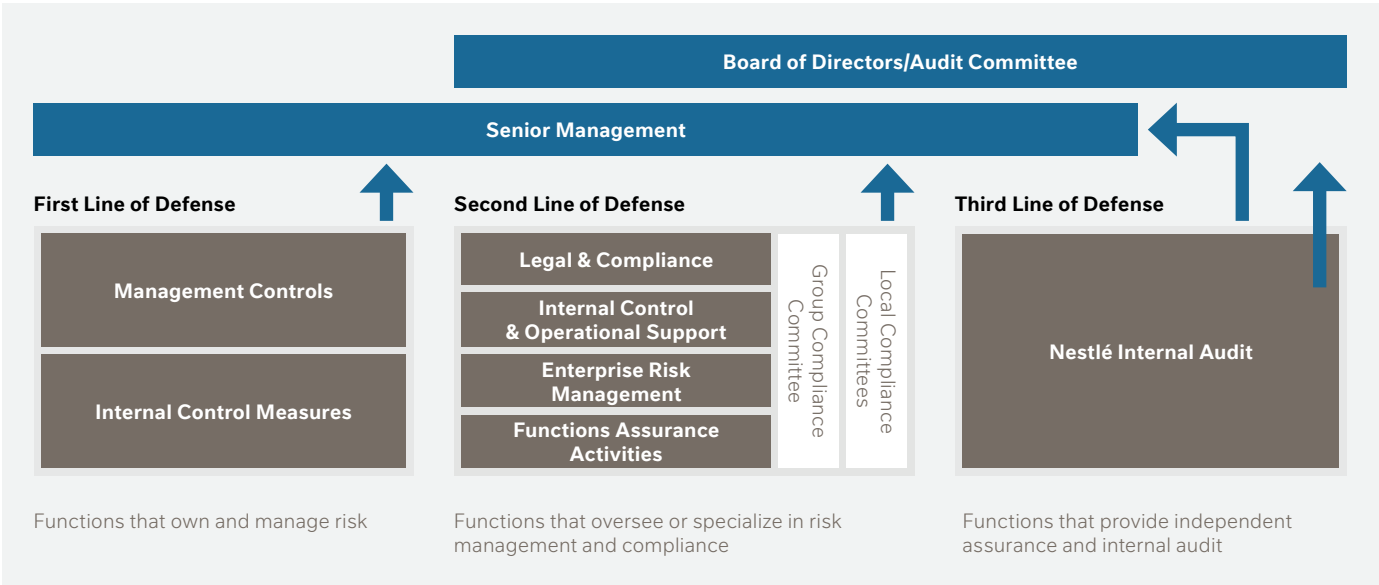 Board of Directors/Audit Committee
Senior Management
First Line of Defense
Management Controls
Internal Control Measures
Functions that own and manage risk
Second Line of Defense
Legal & Compliance
Internal Control
& Operational Support
Enterprise Risk
Management
Functions Assurance
Activities
Group Compliance
Committee
Local Compliance
Committees
Functions that oversee or specialize in risk
management and compliance
Third Line of Defense
Nestlé Internal Audit
Functions that provide independent
assurance and internal audit